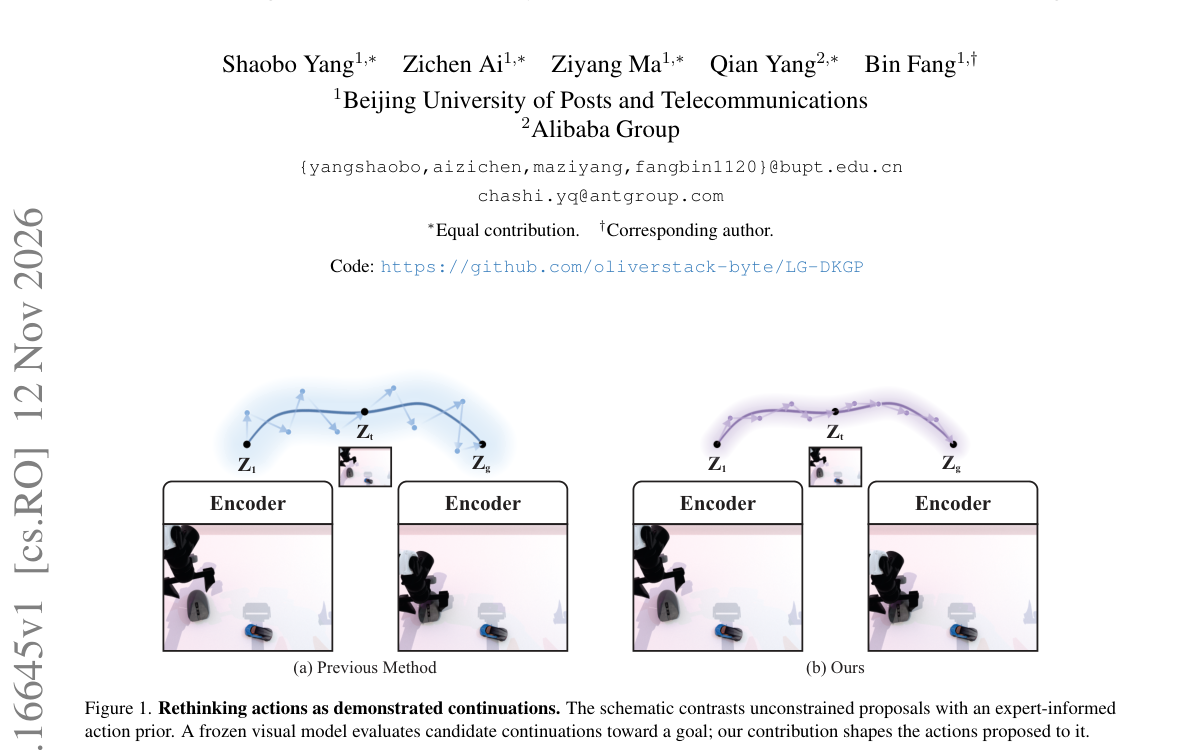 Shaobo Yang1,* Zichen Ai1,* Ziyang Ma1,* Qian Yang2,* Bin Fang1,†
1Beijing University of Posts and Telecommunications
2Alibaba Group
{yangshaobo,aizichen,maziyang,fangbin1120}@bupt.edu.cn
chashi.yq@antgroup.com
*Equal contribution. †Corresponding author.
Code: https://github.com/oliverstack-byte/LG-DKGP
.16645v1 [cs.RO] 12 Nov 2026
Z1 Zt Zg
Encoder Encoder
(a) Previous Method
Z1 Zt Zg
Encoder Encoder
(b) Ours
Figure 1. Rethinking actions as demonstrated continuations. The schematic contrasts unconstrained proposals with an expert-informed
action prior. A frozen visual model evaluates candidate continuations toward a goal; our contribution shapes the actions proposed to it.